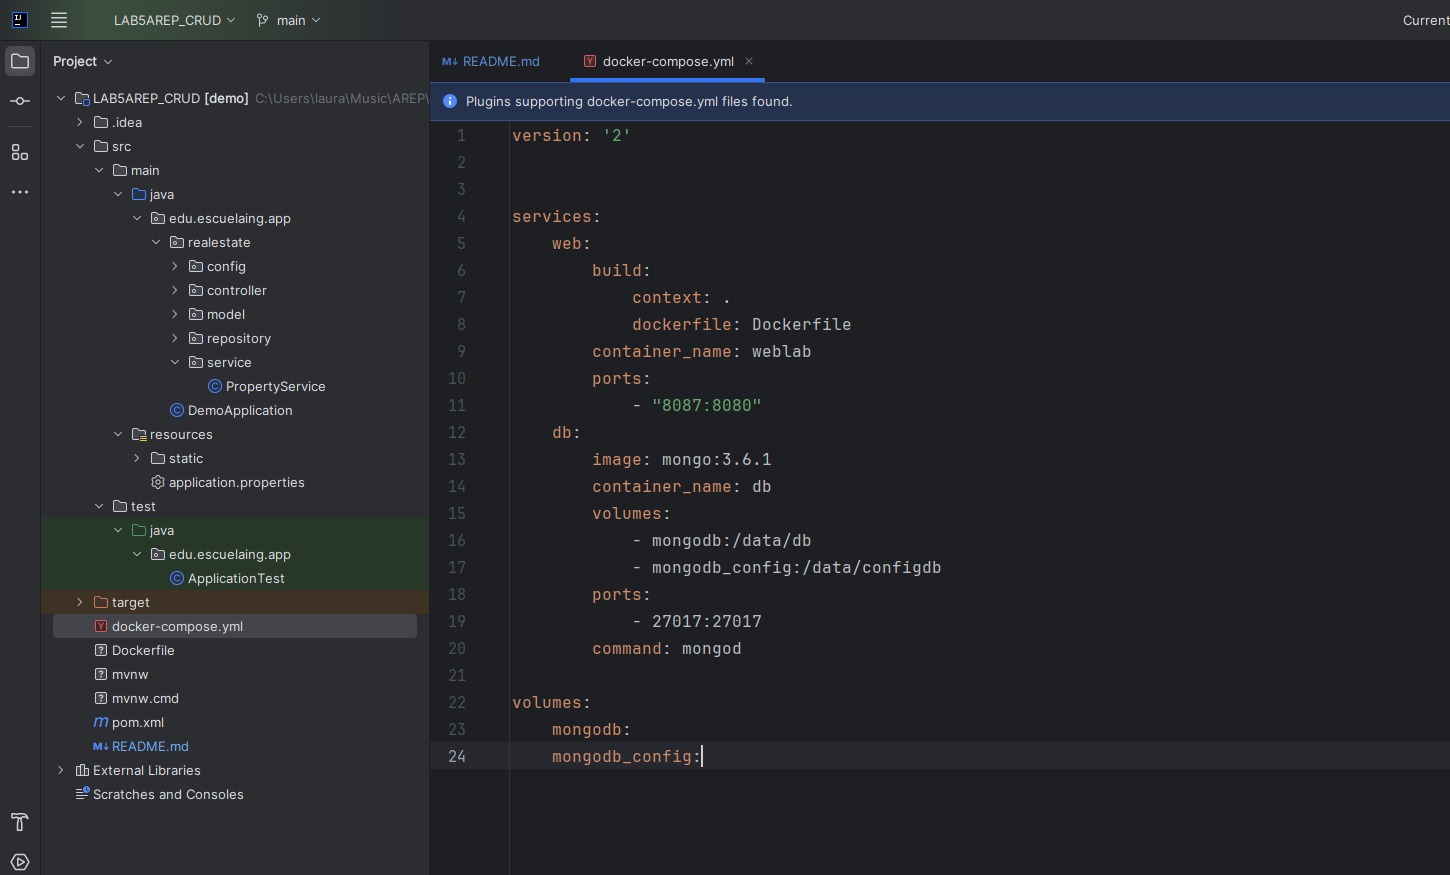 LAB5AREP_CRUD main Current
Project
LAB5AREP_CRUD [demo] C:\Users\laura\Music\AREP\
.idea
src
main
java
edu.escuelaing.app
realestate
config
controller
model
repository
service
PropertyService
DemoApplication
resources
static
application.properties
test
java
edu.escuelaing.app
ApplicationTest
target
docker-compose.yml
Dockerfile
mvnw
mvnw.cmd
pom.xml
README.md
External Libraries
Scratches and Consoles
README.md docker-compose.yml
Plugins supporting docker-compose.yml files found.
1 version: '2'
2
3
4 services:
5 web:
6 build:
7 context: .
8 dockerfile: Dockerfile
9 container_name: weblab
10 ports:
11 - "8087:8080"
12 db:
13 image: mongo:3.6.1
14 container_name: db
15 volumes:
16 - mongodb:/data/db
17 - mongodb_config:/data/configdb
18 ports:
19 - 27017:27017
20 command: mongod
21
22 volumes:
23 mongodb:
24 mongodb_config: